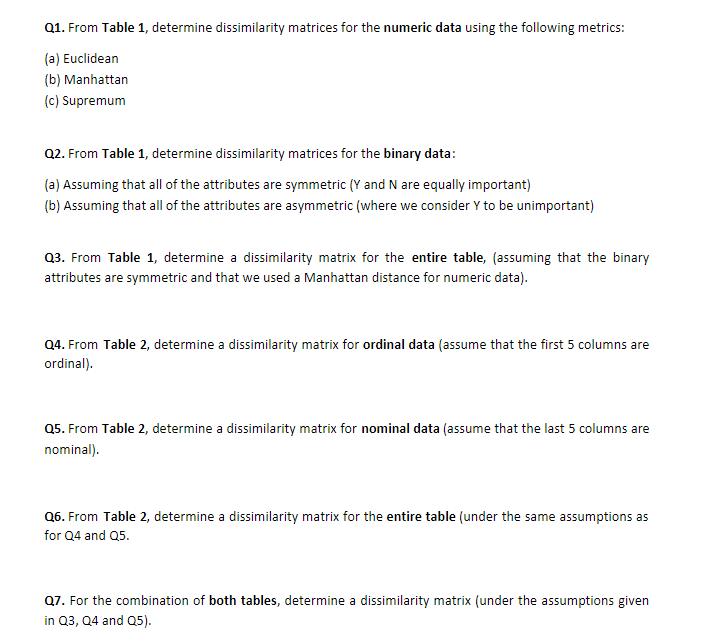 Q1. From Table 1, determine dissimilarity matrices for the numeric data using the following metrics:
(a) Euclidean
(b) Manhattan
(c) Supremum
Q2. From Table 1, determine dissimilarity matrices for the binary data:
(a) Assuming that all of the attributes are symmetric (Y and N are equally important)
(b) Assuming that all of the attributes are asymmetric (where we consider Y to be unimportant)
Q3. From Table 1, determine a dissimilarity matrix for the entire table, (assuming that the binary
attributes are symmetric and that we used a Manhattan distance for numeric data).
Q4. From Table 2, determine a dissimilarity matrix for ordinal data (assume that the first 5 columns are
ordinal).
Q5. From Table 2, determine a dissimilarity matrix for nominal data (assume that the last 5 columns are
nominal).
Q6. From Table 2, determine a dissimilarity matrix for the entire table (under the same assumptions as
for Q4 and Q5.
Q7. For the combination of both tables, determine a dissimilarity matrix (under the assumptions given
in Q3, Q4 and Q5).